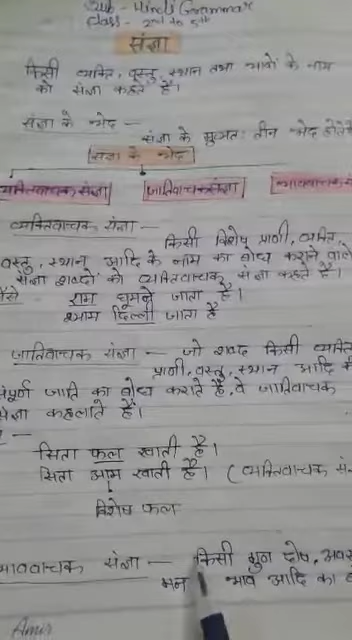 Sub - Hindi Grammar
Class - 2nd to 5th
संज्ञा
किसी व्यक्ति, वस्तु, स्थान तथा भावों के नाम
को संज्ञा कहते हैं।
संज्ञा के भेद —
संज्ञा के मुख्यतः तीन भेद होते हैं
संज्ञा के भेद
व्यक्तिवाचक संज्ञा जातिवाचक संज्ञा भाववाचक
व्यक्तिवाचक संज्ञा —
किसी विशेष प्राणी, व्यक्ति
वस्तु, स्थान आदि के नाम का बोध कराने वाले
संज्ञा शब्दों को व्यक्तिवाचक संज्ञा कहते हैं।
जैसे राम घूमने जाता है।
श्याम दिल्ली जाता है
जातिवाचक संज्ञा — जो शब्द किसी व्यक्ति
प्राणी, वस्तु, स्थान आदि के
संपूर्ण जाति का बोध कराते हैं, वे जातिवाचक
संज्ञा कहलाते हैं।
सिता फल खाती है।
सिता आम खाती है। (व्यक्तिवाचक सं
विशेष फल
भाववाचक संज्ञा — किसी गुण दोष, अवस्
मन भाव आदि का ब
Amir